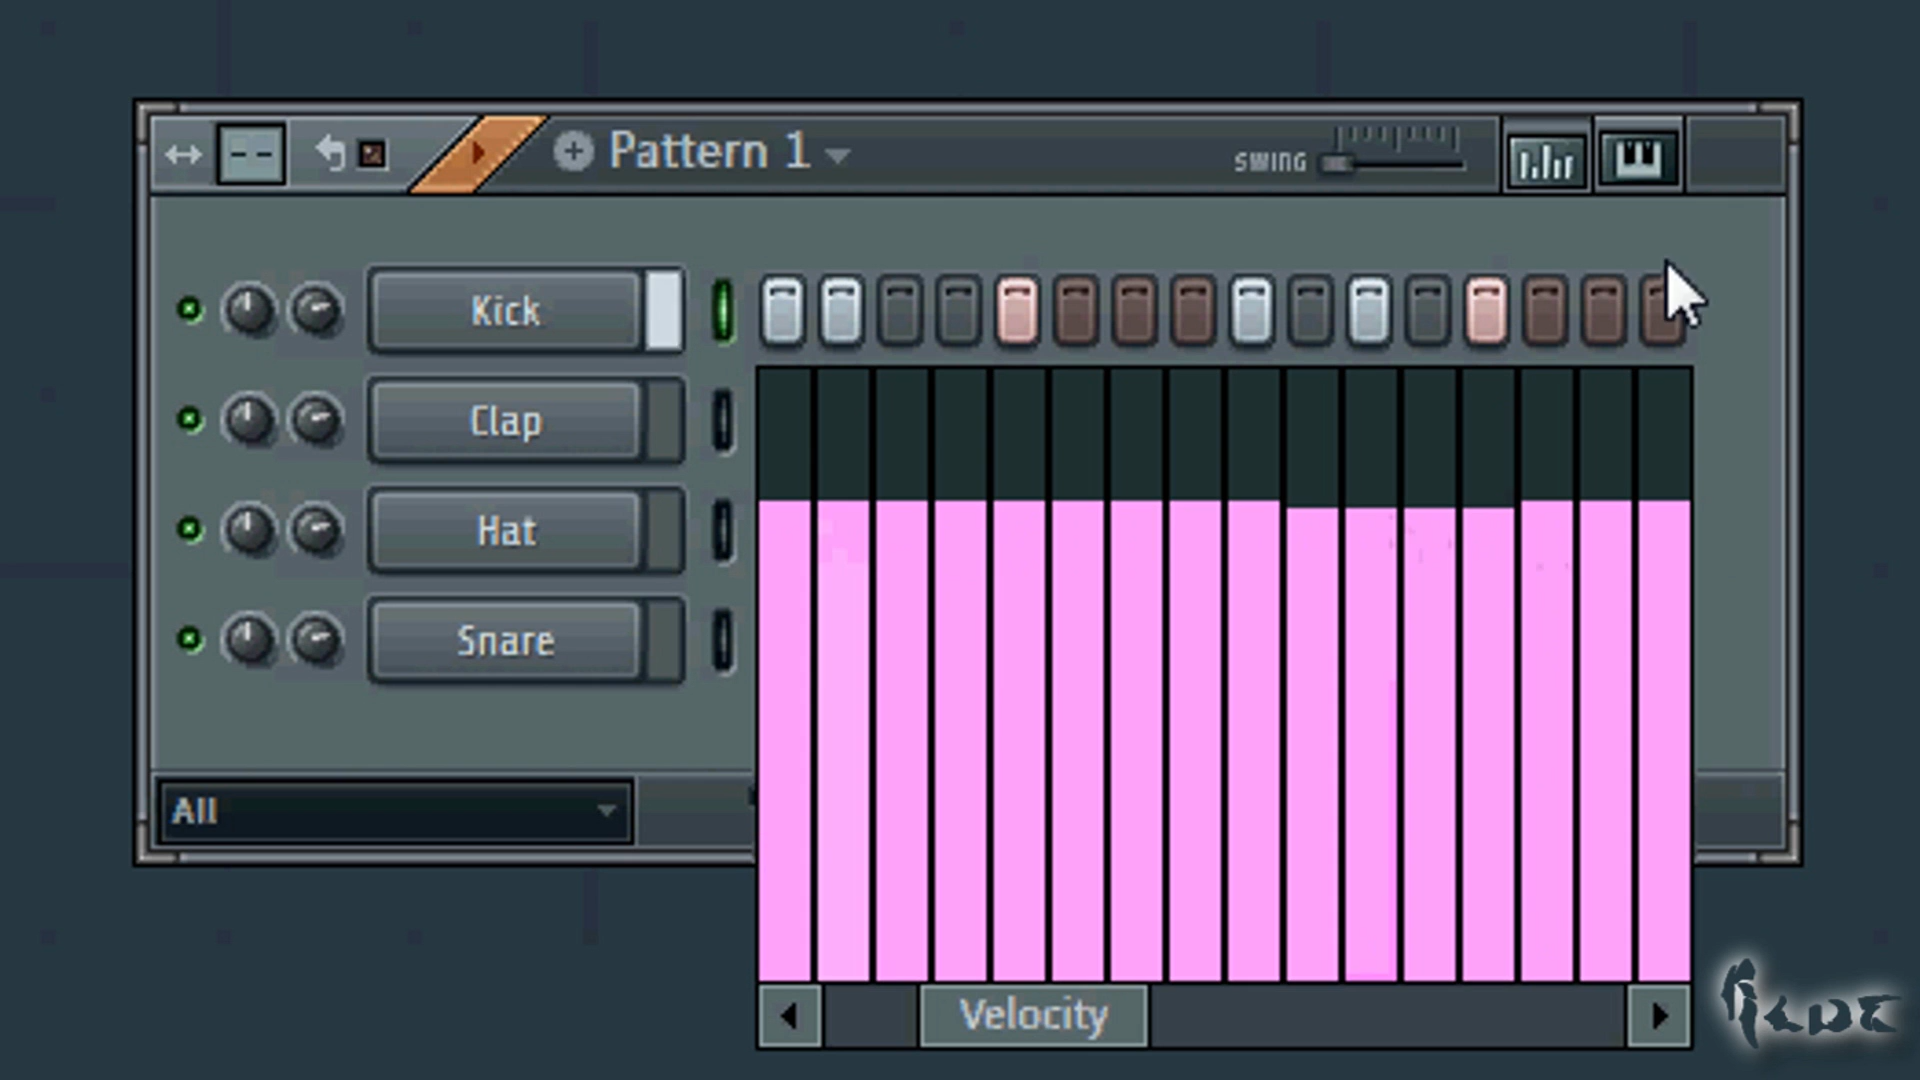 Pattern 1
SWING
Kick
Clap
Hat
Snare
All
Velocity